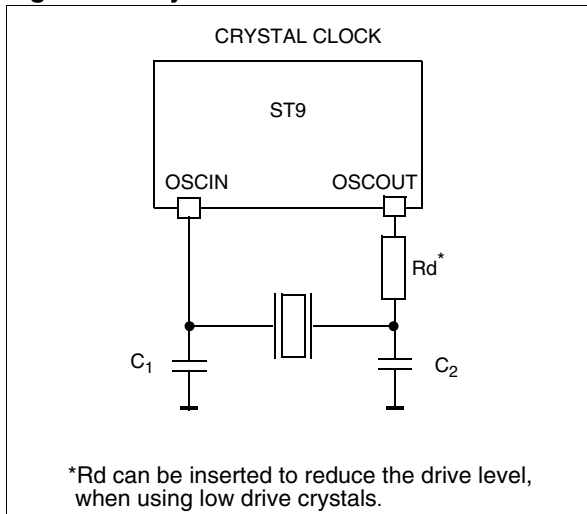 CRYSTAL CLOCK
ST9
OSCIN
OSCOUT
Rd*
C1
C2
*Rd can be inserted to reduce the drive level,
when using low drive crystals.